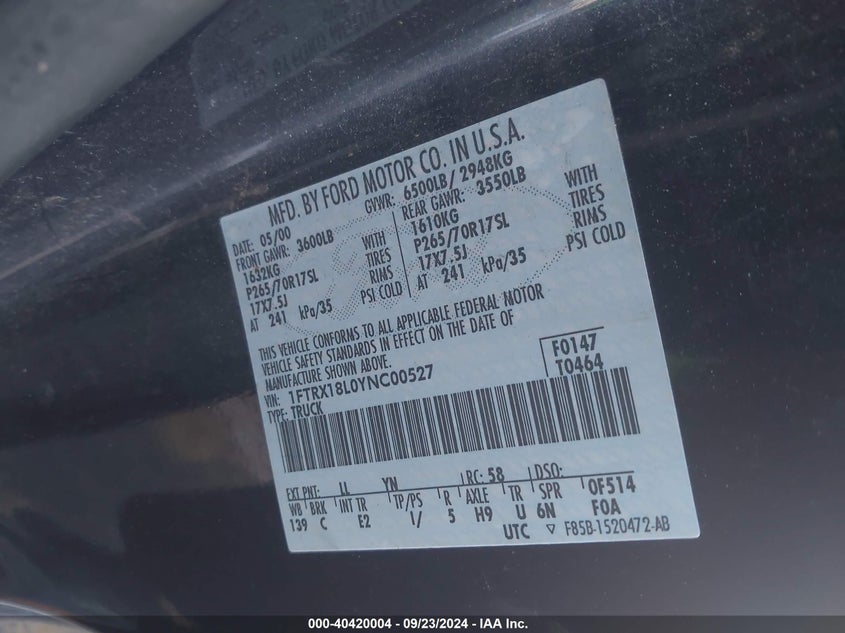 MFD. BY FORD MOTOR CO. IN U.S.A.
DATE: 05/00 GVWR: 6500LB/ 2948KG
FRONT GAWR: 3600LB REAR GAWR: 3550LB
1632KG WITH 1610KG WITH
P265/70R17SL TIRES P265/70R17SL TIRES
17X7.5J RIMS 17X7.5J RIMS
AT 241 kPa/35 PSI COLD AT 241 kPa/35 PSI COLD
THIS VEHICLE CONFORMS TO ALL APPLICABLE FEDERAL MOTOR
VEHICLE SAFETY STANDARDS IN EFFECT ON THE DATE OF
MANUFACTURE SHOWN ABOVE.
VIN: 1FTRX18L0YNC00527
TYPE: TRUCK
F0147
T0464
EXT PNT: LL YN RC: 58 DSO:
WB BRK INT TR TP/PS R AXLE TR SPR 0F514
139 C E2 I/ 5 H9 U 6N FOA
UTC ▽ F85B-1520472-AB
000-40420004 - 09/23/2024 - IAA Inc.